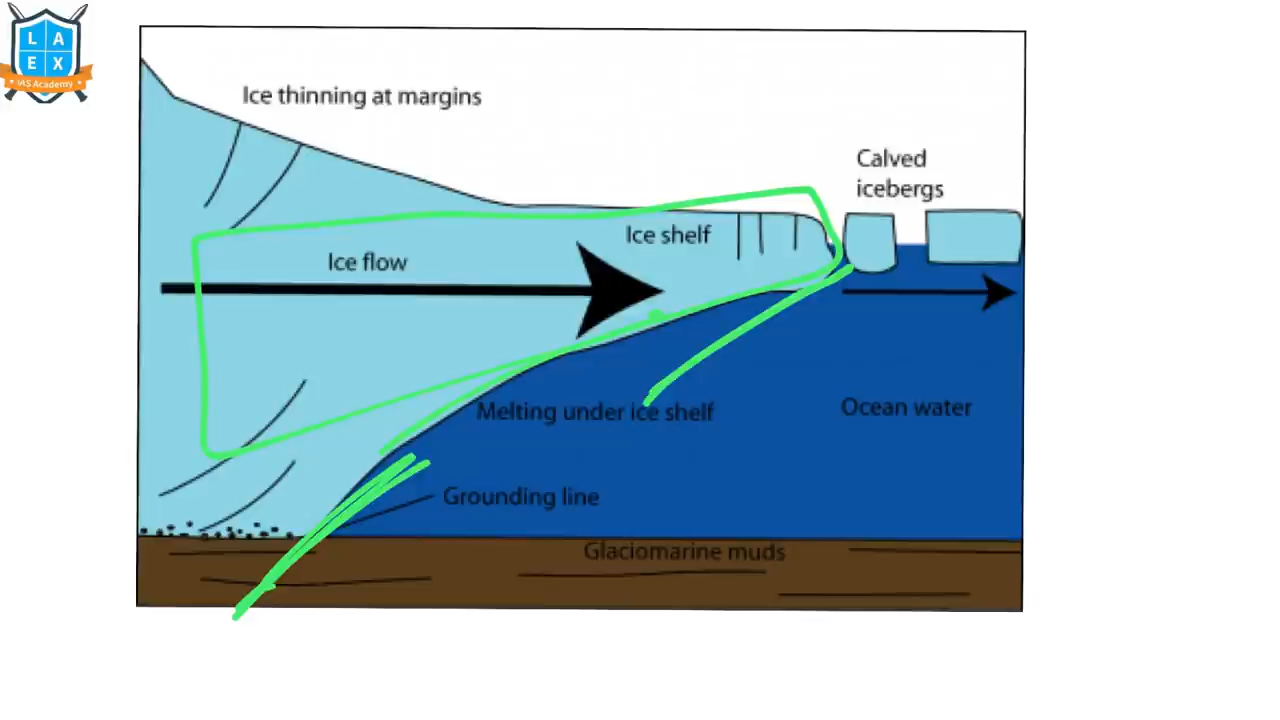 L A
E X
IAS Academy
Ice thinning at margins
Calved
icebergs
Ice shelf
Ice flow
Melting under ice shelf
Ocean water
Grounding line
Glaciomarine muds